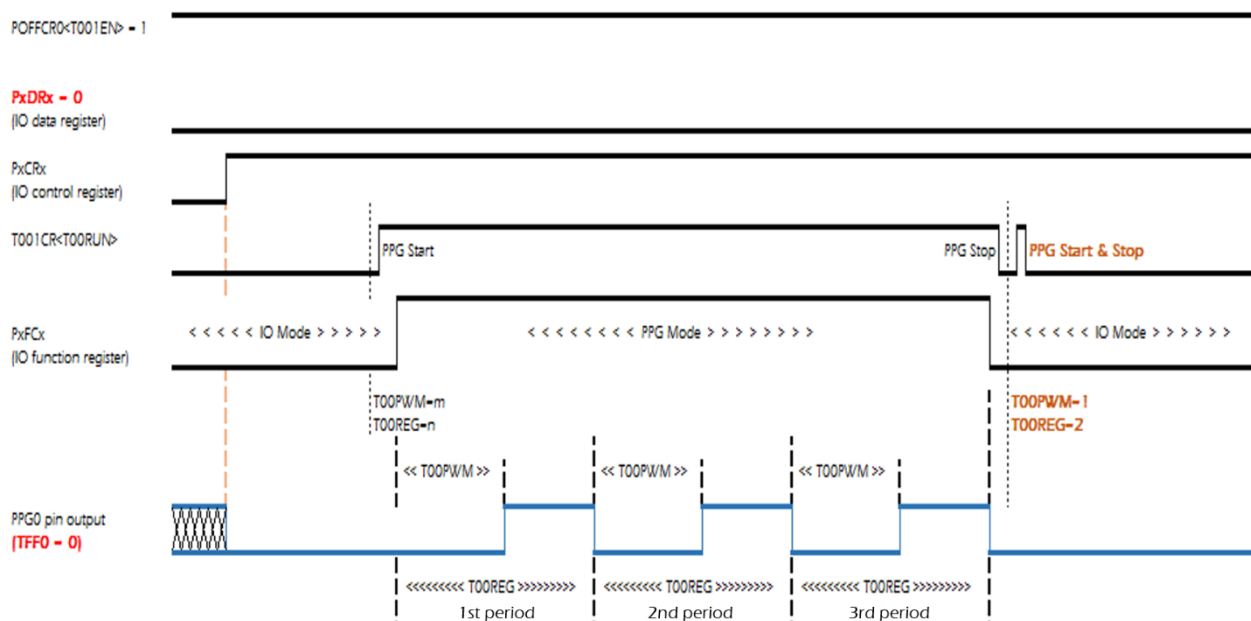 POFFCR0<T001EN> = 1
PxDRx = 0
(IO data register)
PxCRx
(IO control register)
T001CR<T00RUN>
PPG Start
PPG Stop
PPG Start & Stop
PxFCx
(IO function register)
< < < < < IO Mode > > > > >
< < < < < < < < PPG Mode > > > > > > > >
< < < < < IO Mode > > > > >
T00PWM=m
T00REG=n
T00PWM=1
T00REG=2
<< T00PWM >>
<< T00PWM >>
<< T00PWM >>
PPG0 pin output
(TFF0 = 0)
<<<<<<<<< T00REG >>>>>>>>>
<<<<<<<<< T00REG >>>>>>>>>
<<<<<<<<< T00REG >>>>>>>>>
1st period
2nd period
3rd period